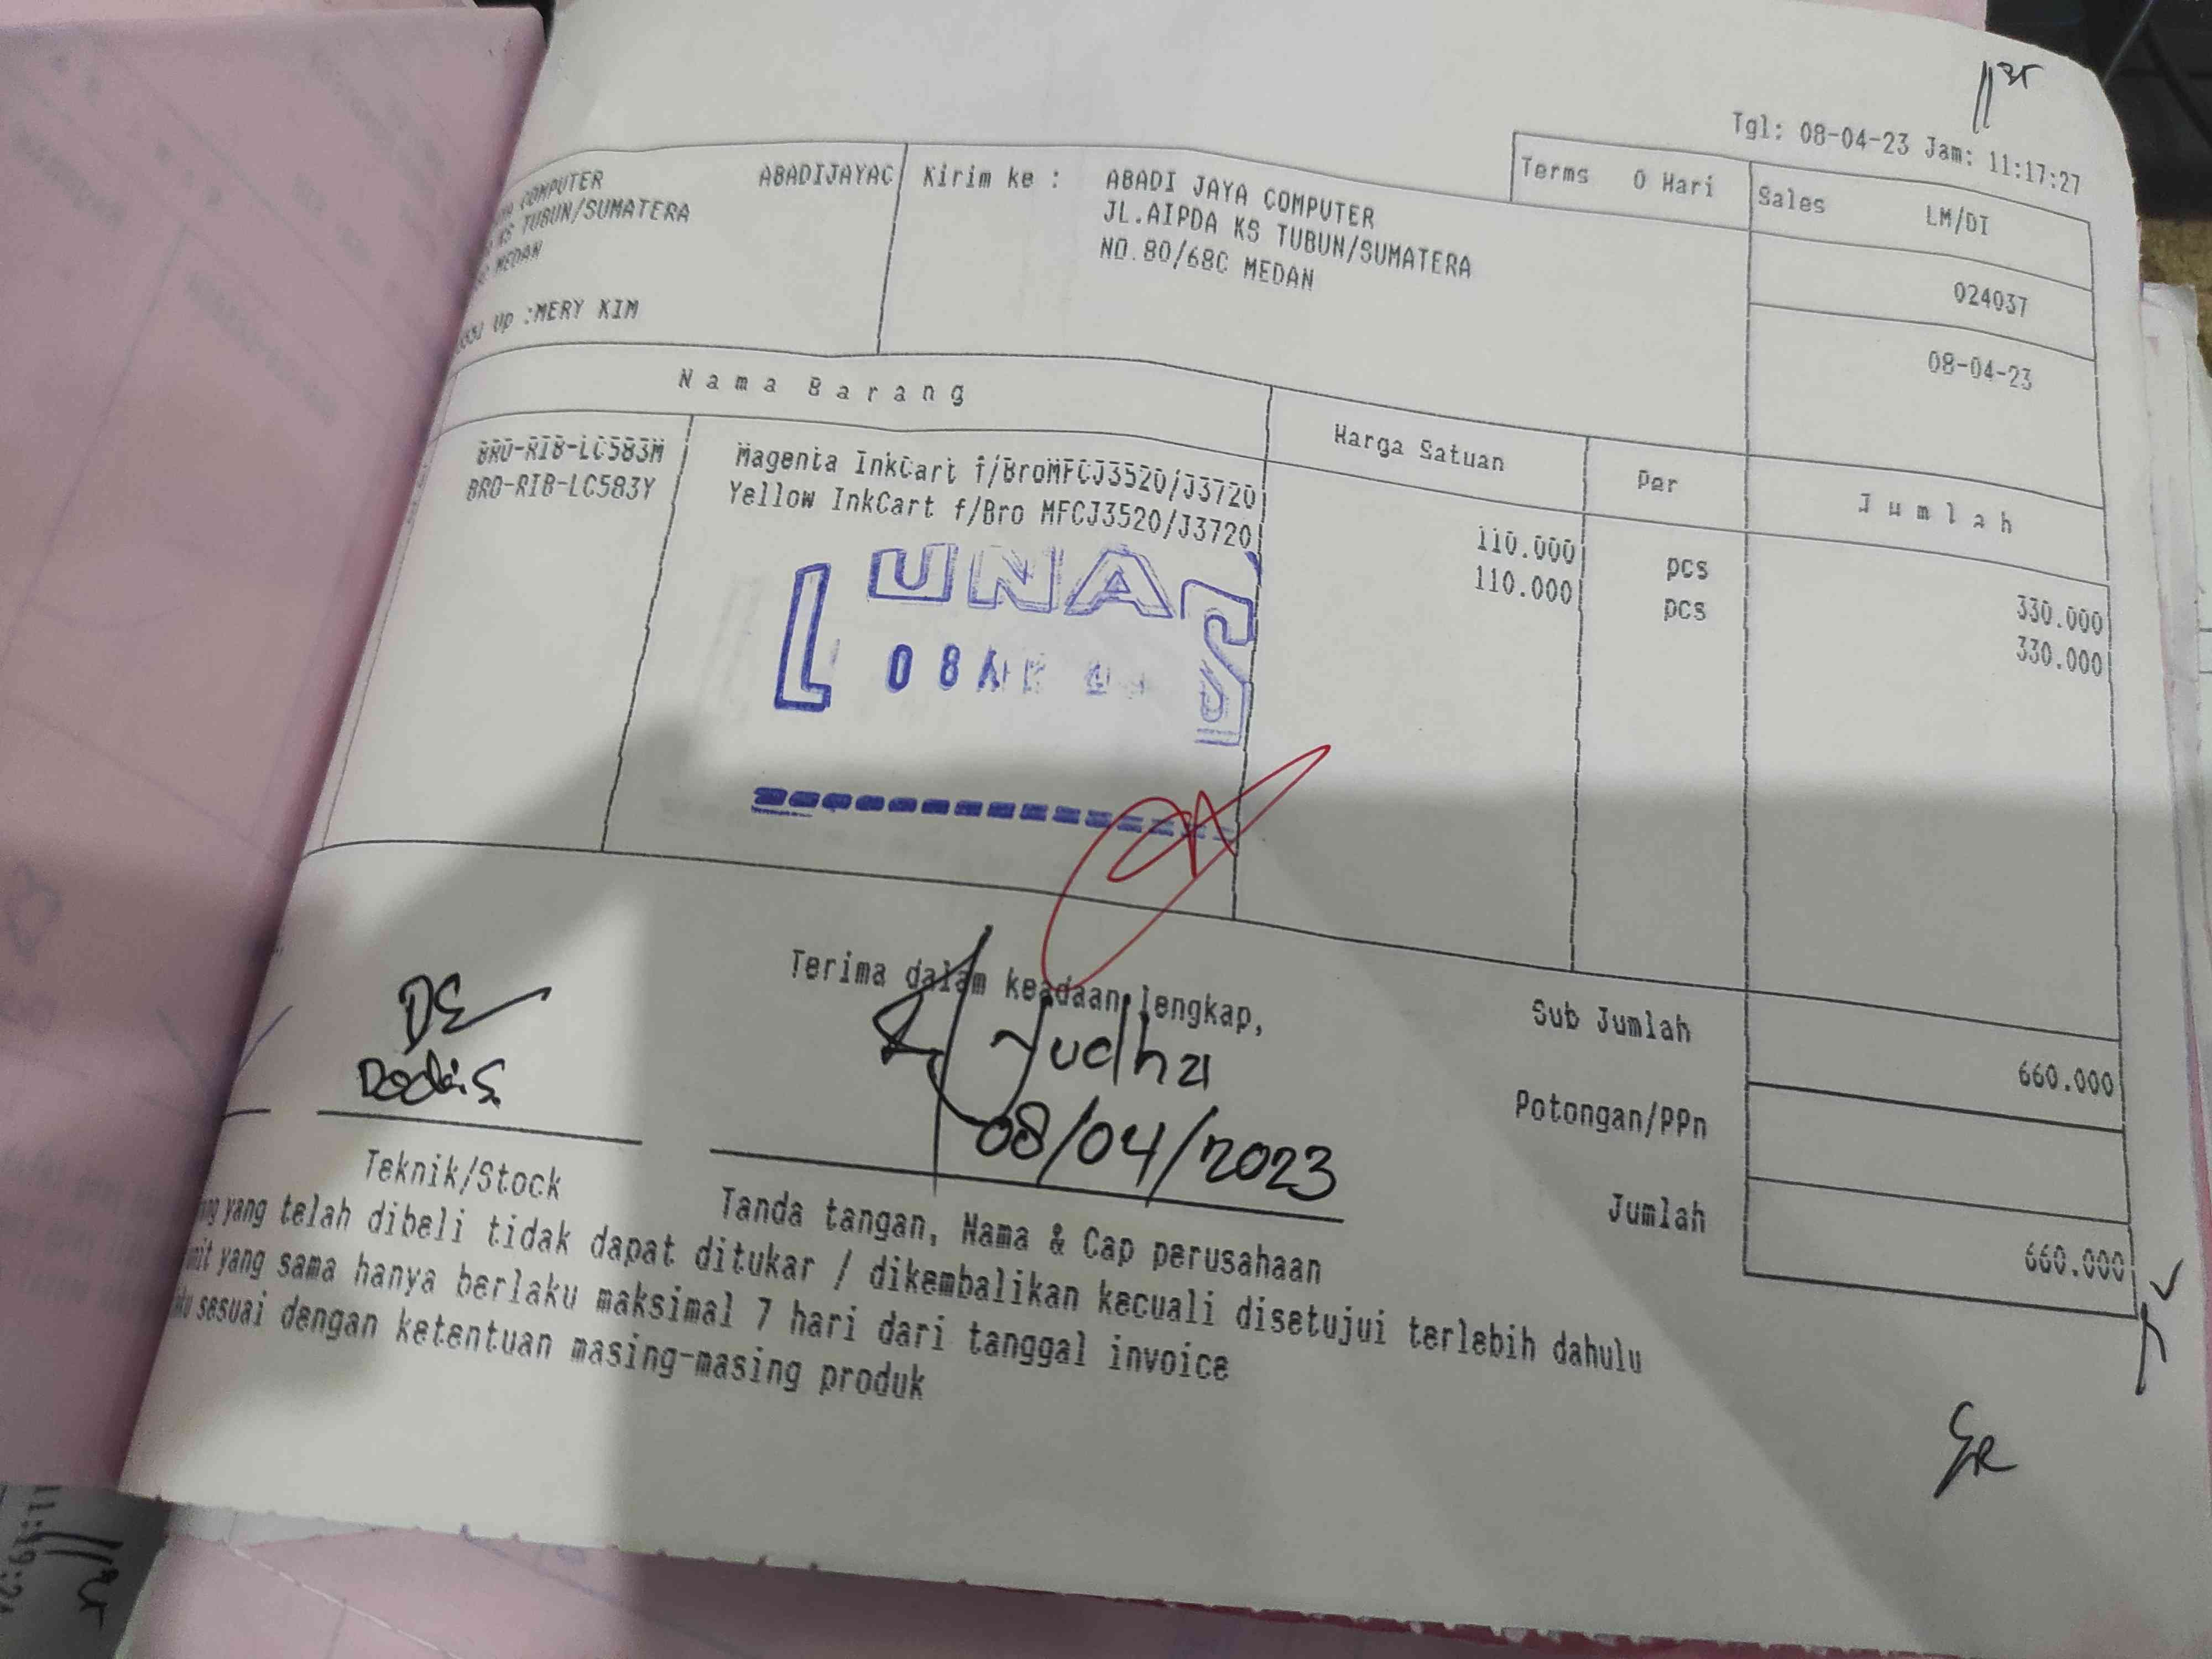 Tgl: 08-04-23 Jam: 11:17:27
COMPUTER ABADIJAYAC
KS TUBUN/SUMATERA
MEDAN
Up :MERY KIM
Kirim ke : ABADI JAYA COMPUTER
JL.AIPDA KS TUBUN/SUMATERA
NO.80/68C MEDAN
Terms 0 Hari
Sales LM/DI
024037
08-04-23
Nama Barang Harga Satuan Per Jumlah
BRO-RIB-LC583M Magenta InkCart f/BroMFCJ3520/J3720 110.000 pcs 330.000
BRO-RIB-LC583Y Yellow InkCart f/Bro MFCJ3520/J3720 110.000 pcs 330.000
LUNAS
08
Terima dalam keadaan lengkap,
Yudha
08/04/2023
Teknik/Stock
Tanda tangan, Nama & Cap perusahaan
Sub Jumlah 660.000
Potongan/PPn
Jumlah 660.000
yang telah dibeli tidak dapat ditukar / dikembalikan kecuali disetujui terlebih dahulu
yang sama hanya berlaku maksimal 7 hari dari tanggal invoice
sesuai dengan ketentuan masing-masing produk